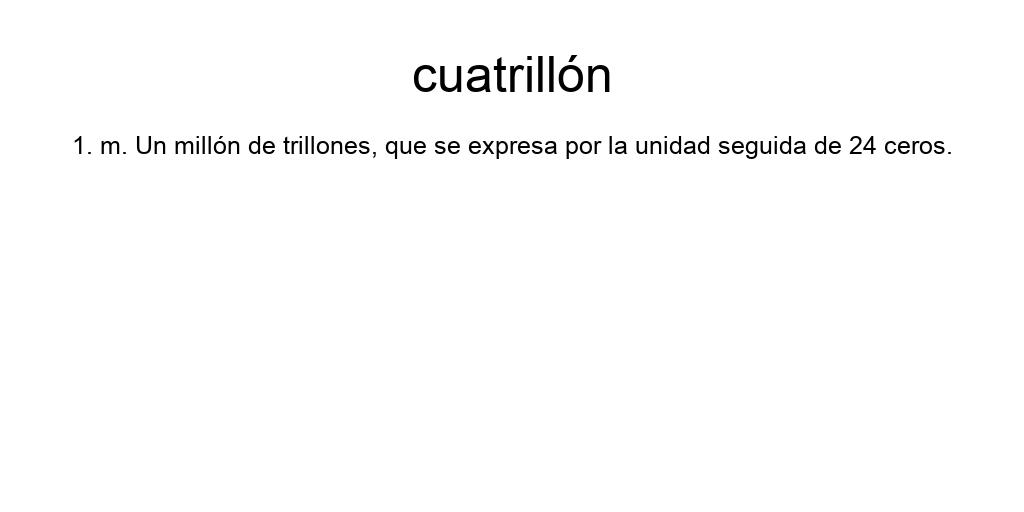 cuatrillón
1. m. Un millón de trillones, que se expresa por la unidad seguida de 24 ceros.